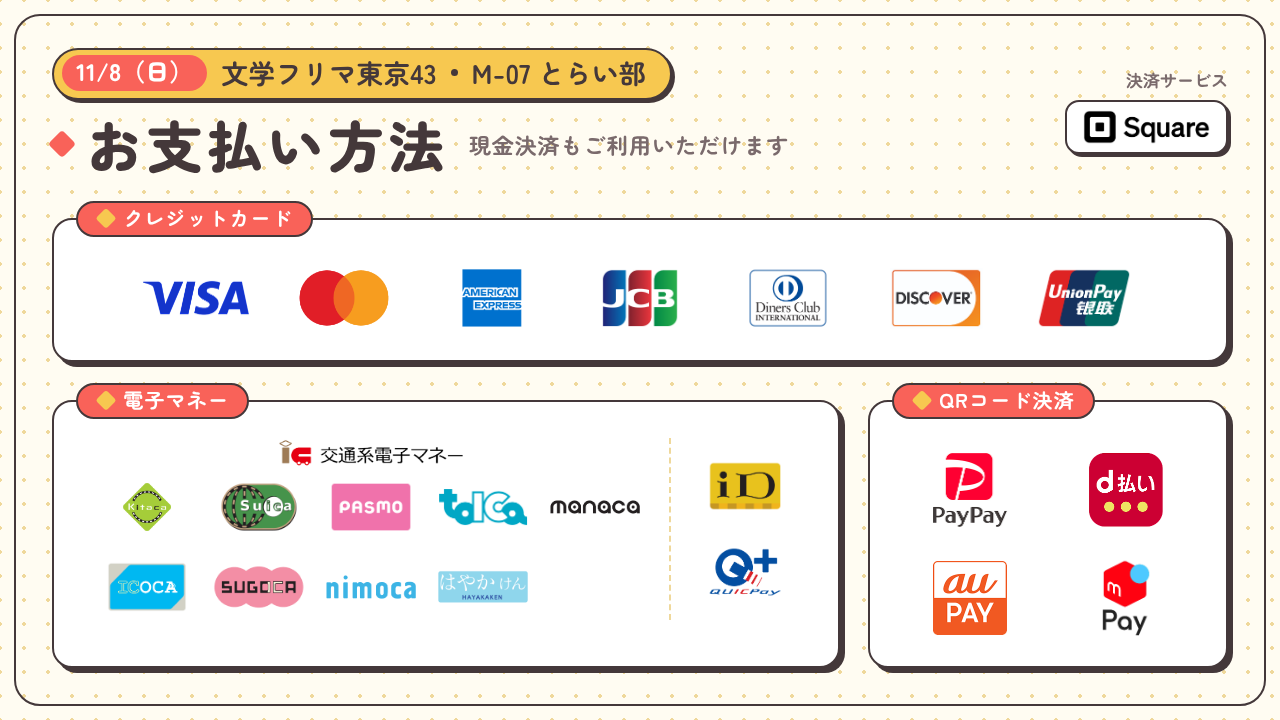 11/8（日） 文学フリマ東京43 • M-07 とらい部
決済サービス
Square
お支払い方法 現金決済もご利用いただけます
クレジットカード
VISA
AMERICAN EXPRESS
JCB
Diners Club INTERNATIONAL
DISCOVER
UnionPay 银联
電子マネー
IC 交通系電子マネー
Kitaca
Suica
PASMO
toICa
manaca
ICOCA
SUGOCA
nimoca
はやかけん HAYAKAKEN
iD
QUICPay
QRコード決済
PayPay
d払い
au PAY
m Pay